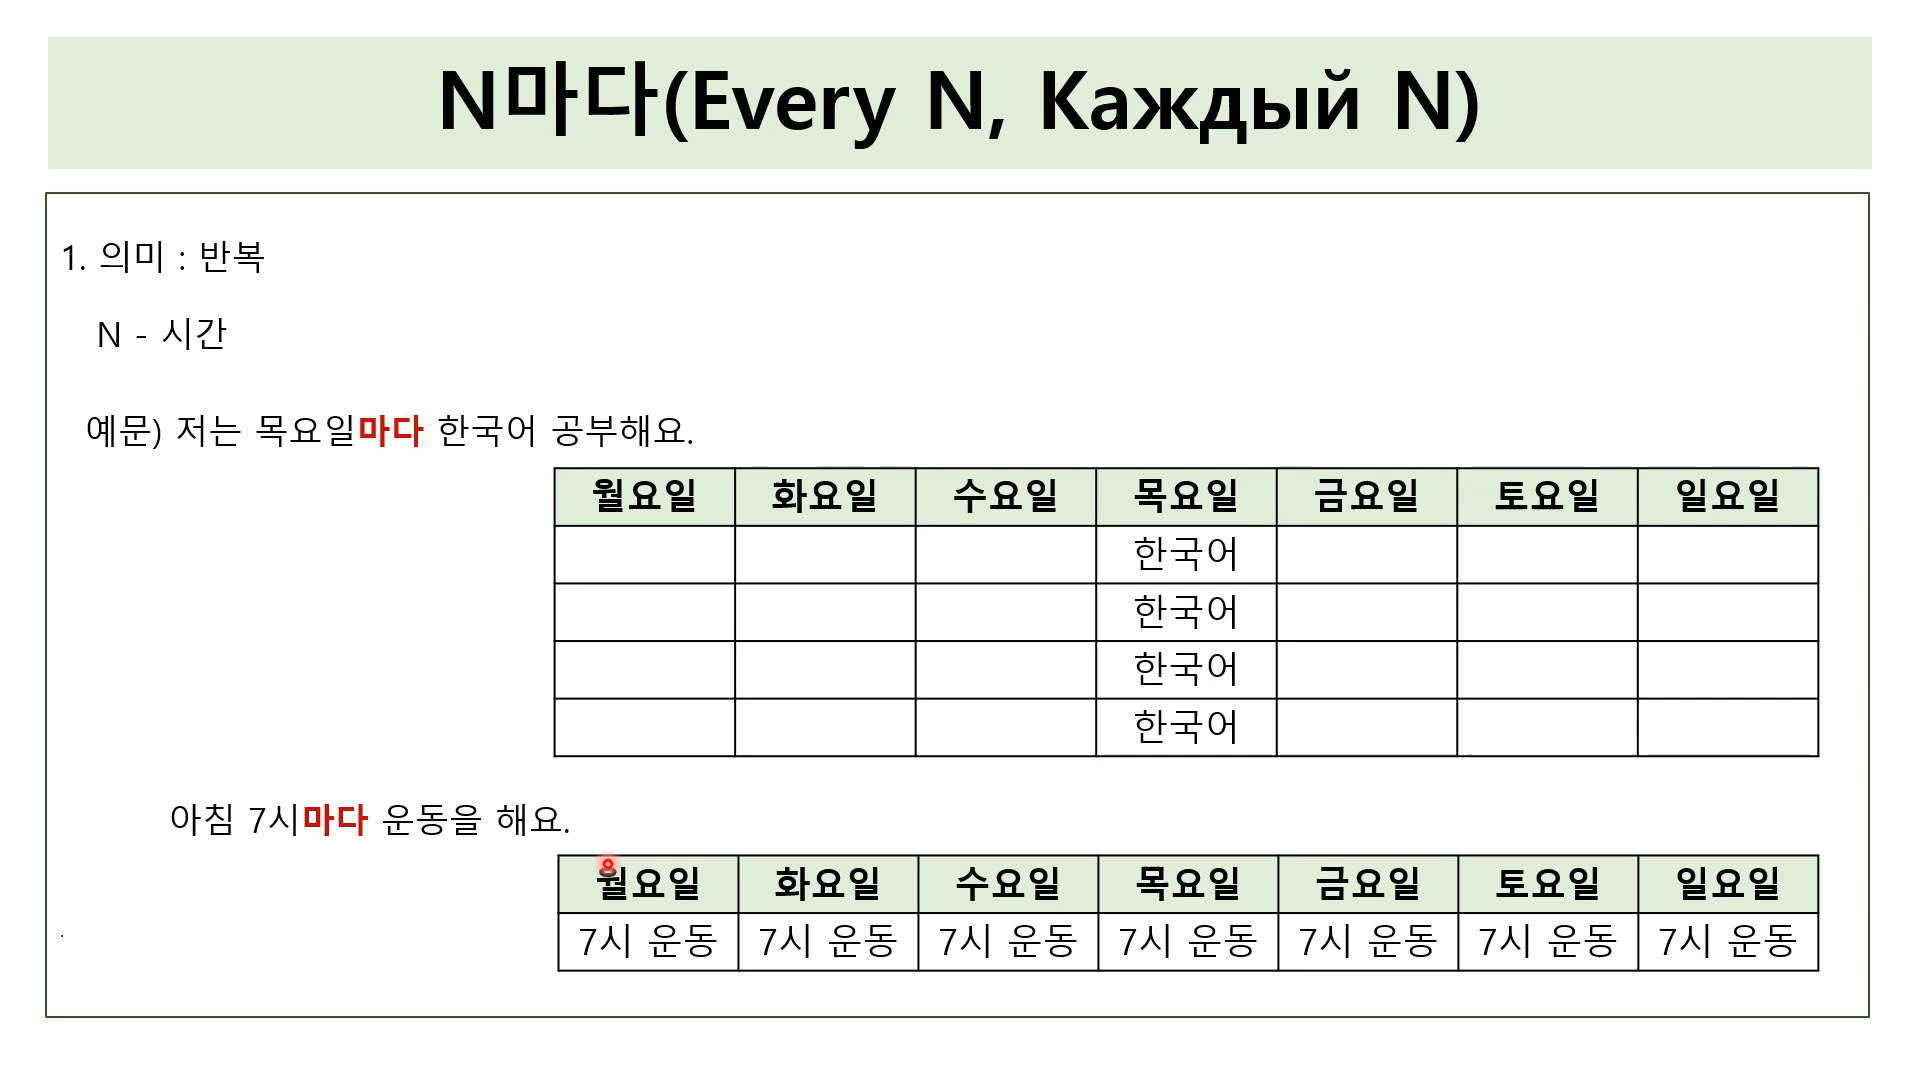 N마다(Every N, Каждый N)
1. 의미 : 반복
N - 시간
예문) 저는 목요일마다 한국어 공부해요.
월요일 화요일 수요일 목요일 금요일 토요일 일요일
한국어
한국어
한국어
한국어
아침 7시마다 운동을 해요.
월요일 화요일 수요일 목요일 금요일 토요일 일요일
7시 운동 7시 운동 7시 운동 7시 운동 7시 운동 7시 운동 7시 운동
.